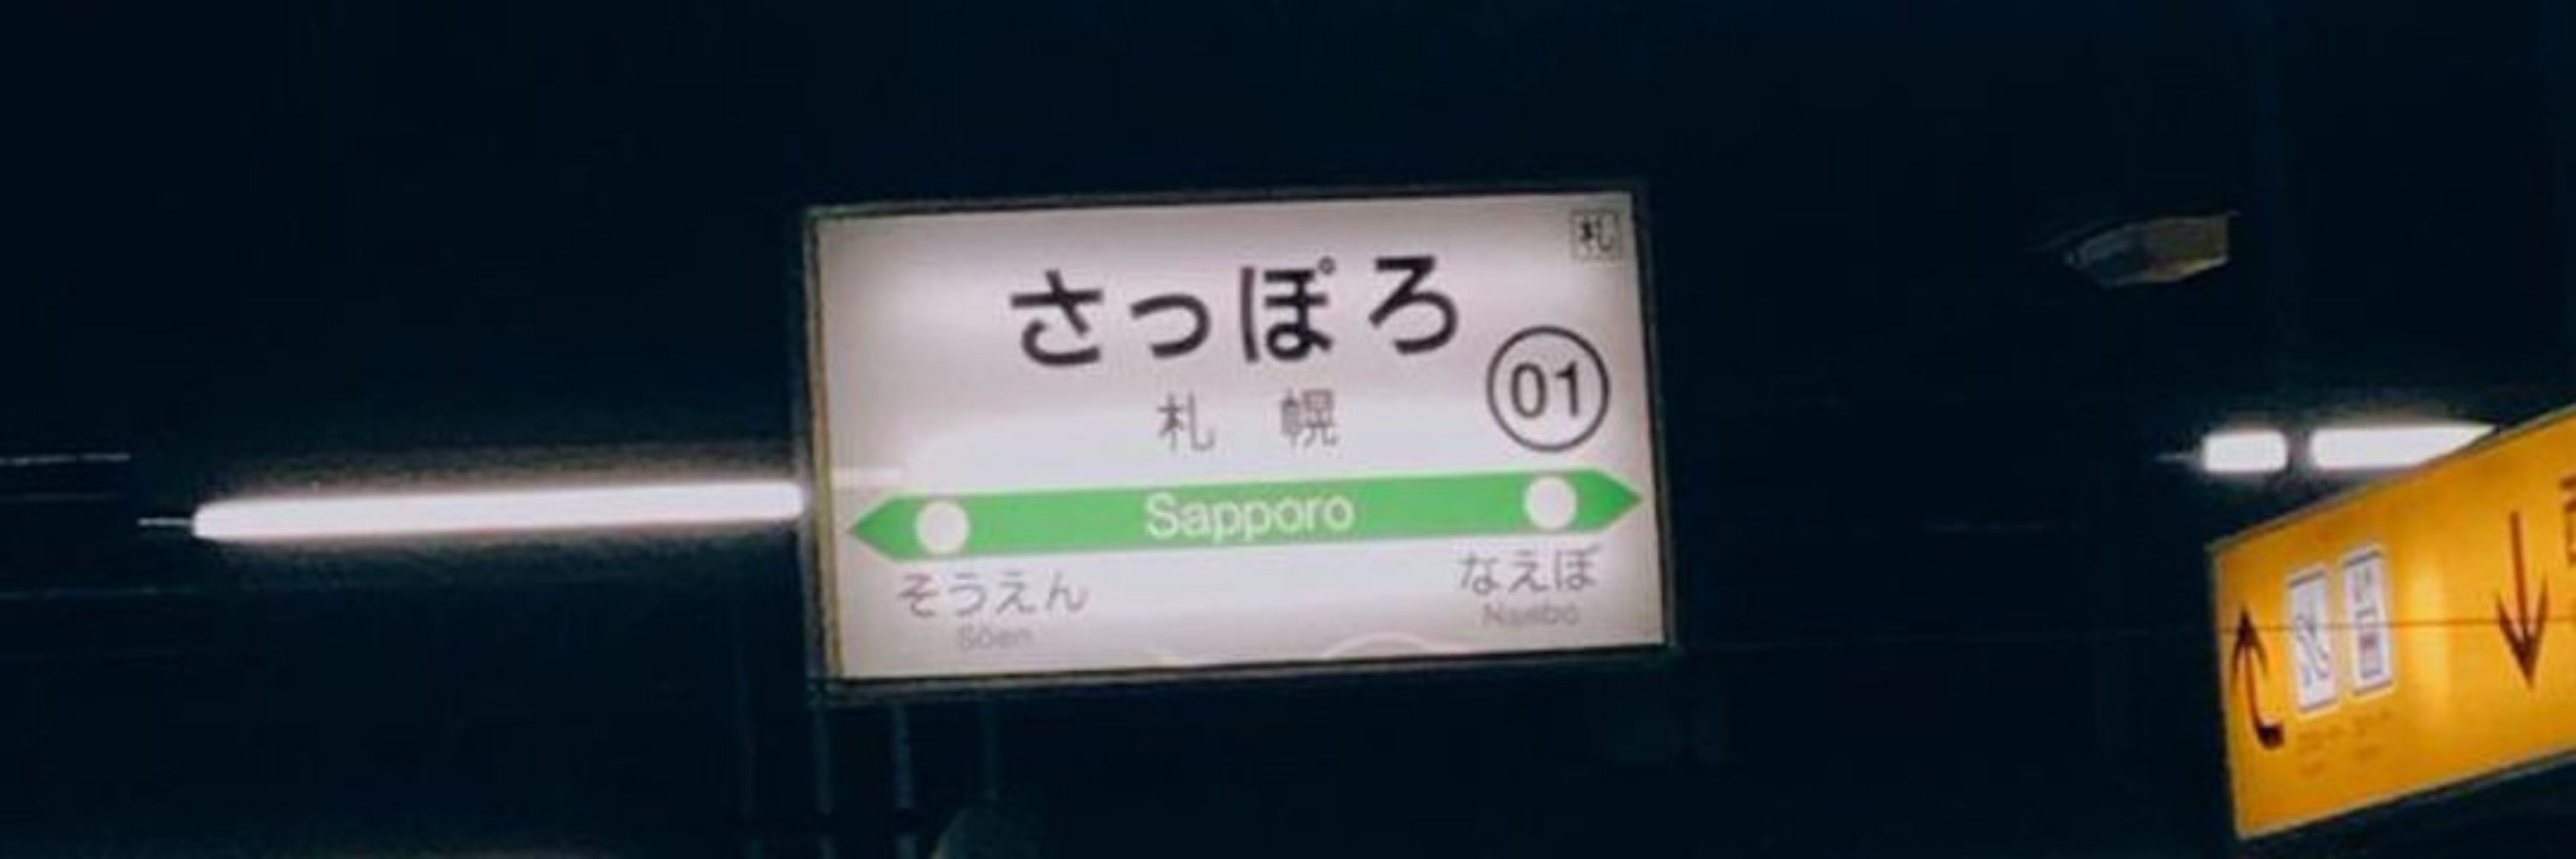 札
さっぽろ
01
札 幌
Sapporo
そうえん なえぼ
Sōen Naebo